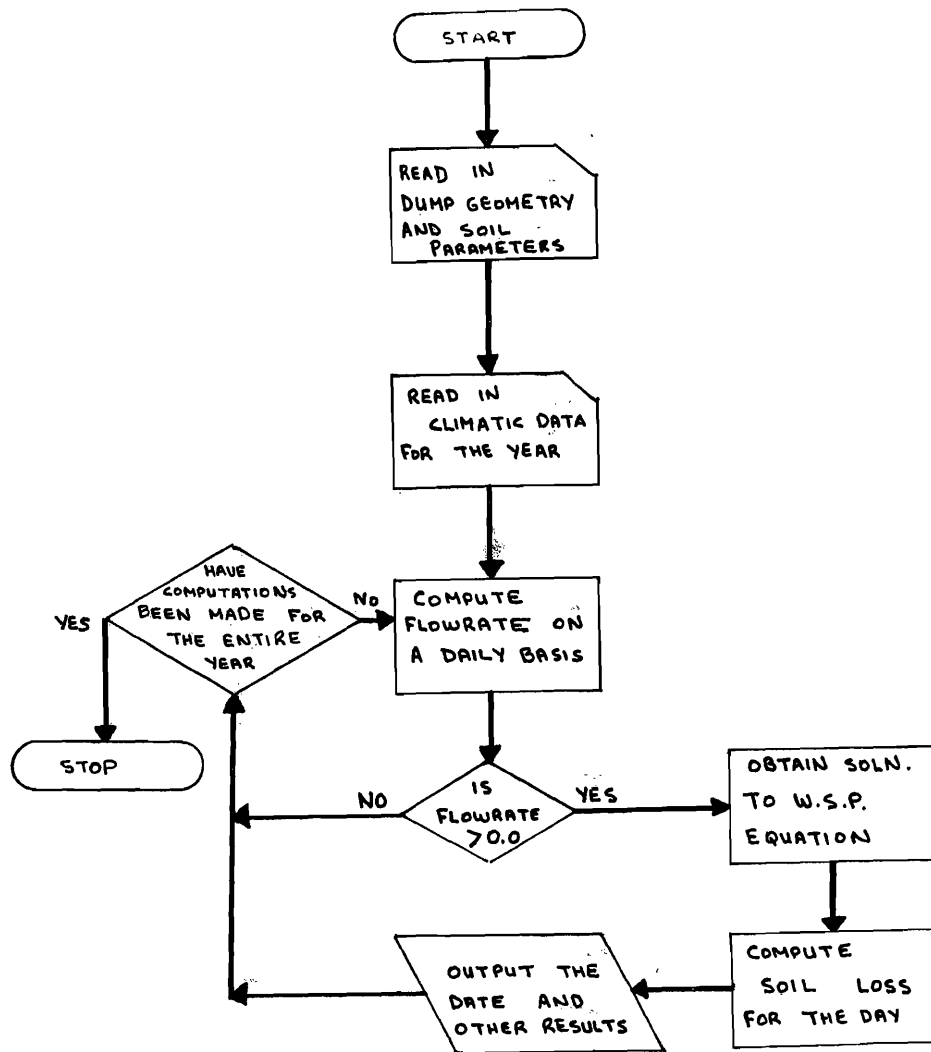 START
READ IN
DUMP GEOMETRY
AND SOIL
PARAMETERS
READ IN
CLIMATIC DATA
FOR THE YEAR
HAVE
COMPUTATIONS
BEEN MADE FOR
THE ENTIRE
YEAR
YES
NO
COMPUTE
FLOWRATE ON
A DAILY BASIS
STOP
IS
FLOWRATE
>0.0
NO
YES
OBTAIN SOLN.
TO W.S.P.
EQUATION
COMPUTE
SOIL LOSS
FOR THE DAY
OUTPUT THE
DATE AND
OTHER RESULTS